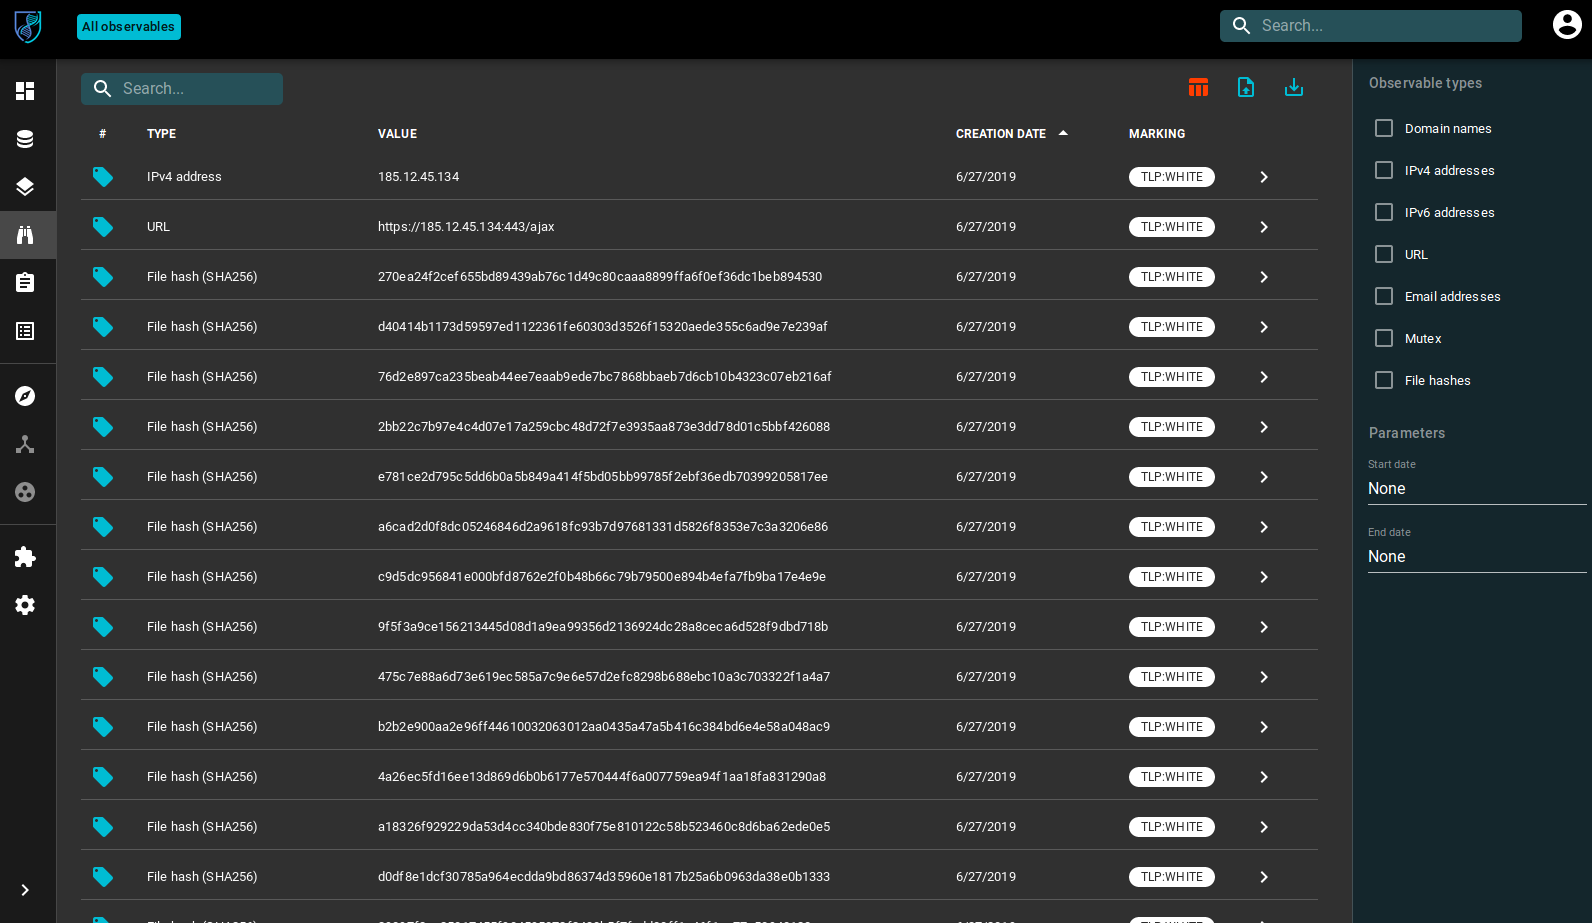 All observables
Search...
Search...
# TYPE VALUE CREATION DATE MARKING
IPv4 address 185.12.45.134 6/27/2019 TLP:WHITE
URL https://185.12.45.134:443/ajax 6/27/2019 TLP:WHITE
File hash (SHA256) 270ea24f2cef655bd89439ab76c1d49c80caaa8899ffa6f0ef36dc1beb894530 6/27/2019 TLP:WHITE
File hash (SHA256) d40414b1173d59597ed1122361fe60303d3526f15320aede355c6ad9e7e239af 6/27/2019 TLP:WHITE
File hash (SHA256) 76d2e897ca235beab44ee7eaab9ede7bc7868bbaeb7d6cb10b4323c07eb216af 6/27/2019 TLP:WHITE
File hash (SHA256) 2bb22c7b97e4c4d07e17a259cbc48d72f7e3935aa873e3dd78d01c5bbf426088 6/27/2019 TLP:WHITE
File hash (SHA256) e781ce2d795c5dd6b0a5b849a414f5bd05bb99785f2ebf36edb70399205817ee 6/27/2019 TLP:WHITE
File hash (SHA256) a6cad2d0f8dc05246846d2a9618fc93b7d97681331d5826f8353e7c3a3206e86 6/27/2019 TLP:WHITE
File hash (SHA256) c9d5dc956841e000bfd8762e2f0b48b66c79b79500e894b4efa7fb9ba17e4e9e 6/27/2019 TLP:WHITE
File hash (SHA256) 9f5f3a9ce156213445d08d1a9ea99356d2136924dc28a8ceca6d528f9dbd718b 6/27/2019 TLP:WHITE
File hash (SHA256) 475c7e88a6d73e619ec585a7c9e6e57d2efc8298b688ebc10a3c703322f1a4a7 6/27/2019 TLP:WHITE
File hash (SHA256) b2b2e900aa2e96ff44610032063012aa0435a47a5b416c384bd6e4e58a048ac9 6/27/2019 TLP:WHITE
File hash (SHA256) 4a26ec5fd16ee13d869d6b0b6177e570444f6a007759ea94f1aa18fa831290a8 6/27/2019 TLP:WHITE
File hash (SHA256) a18326f929229da53d4cc340bde830f75e810122c58b523460c8d6ba62ede0e5 6/27/2019 TLP:WHITE
File hash (SHA256) d0df8e1dcf30785a964ecdda9bd86374d35960e1817b25a6b0963da38e0b1333 6/27/2019 TLP:WHITE
Observable types
Domain names
IPv4 addresses
IPv6 addresses
URL
Email addresses
Mutex
File hashes
Parameters
Start date
None
End date
None